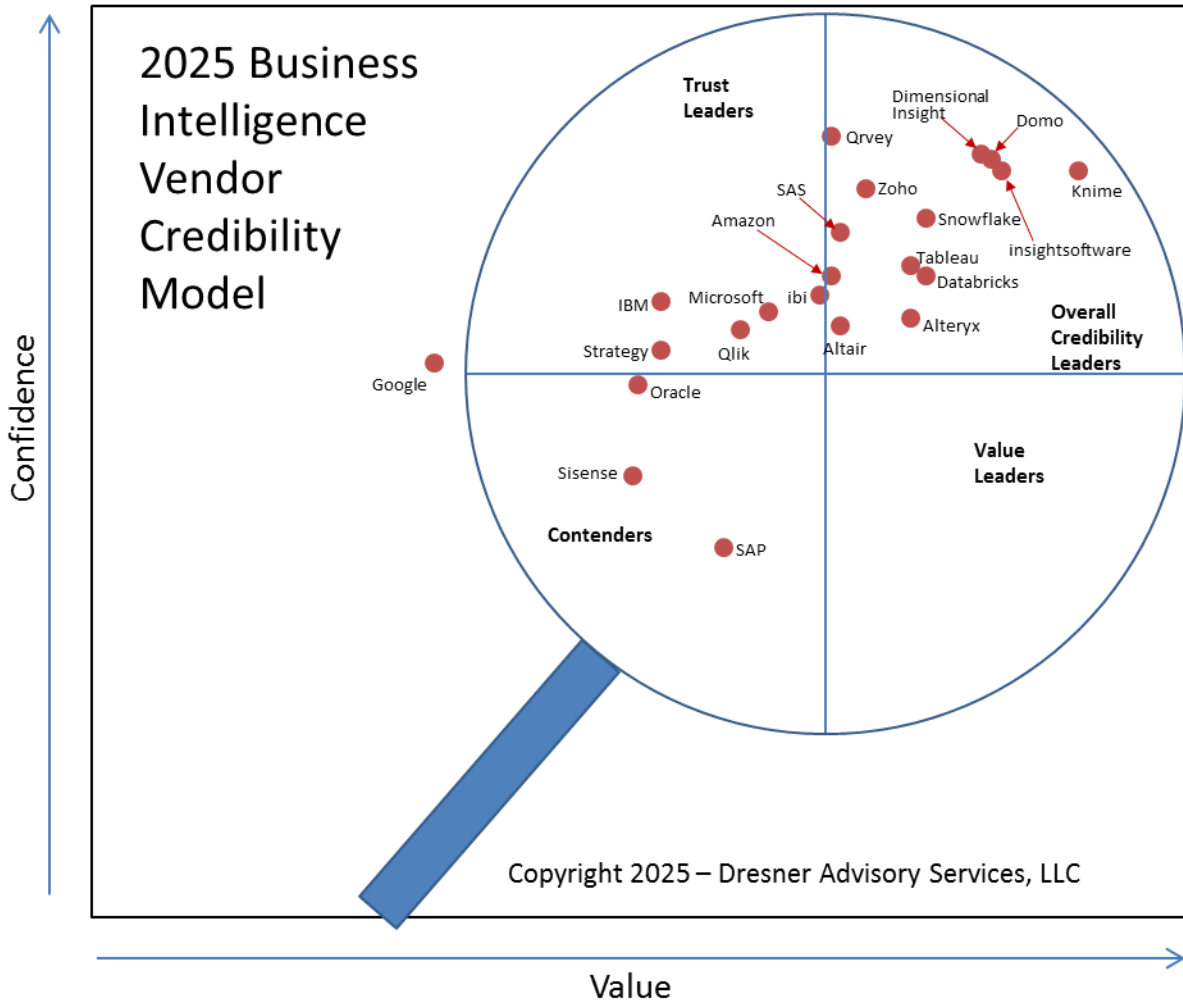 2025 Business
Intelligence
Vendor
Credibility
Model
Trust
Leaders
Dimensional
Insight
Domo
Qrvey
Knime
Zoho
SAS
Snowflake
Amazon
insightsoftware
Tableau
Databricks
IBM
Microsoft
ibi
Alteryx
Overall
Credibility
Leaders
Strategy
Qlik
Altair
Google
Oracle
Confidence
Value
Leaders
Sisense
Contenders
SAP
Copyright 2025 – Dresner Advisory Services, LLC
Value